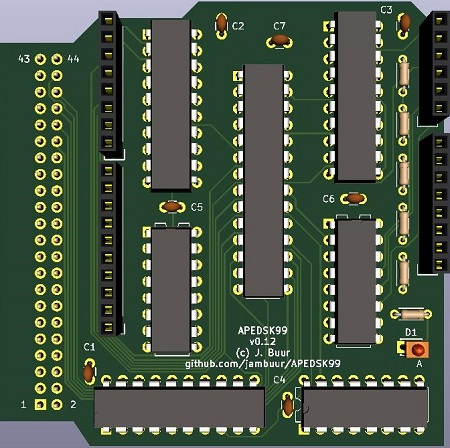 C3
C2
C7
43
44
C6
C5
APEDSK99
v0.12
(c) J. Buur
github.com/jambuur/APEDSK99
D1
A
C1
C4
1
2